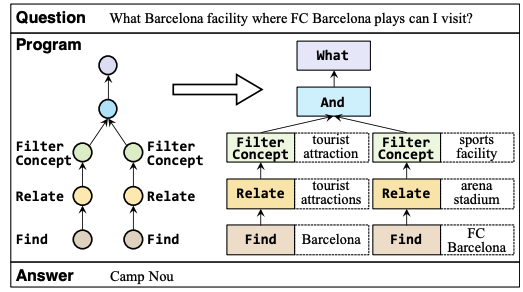 Question What Barcelona facility where FC Barcelona plays can I visit?
Program
What
And
Filter Concept
Filter Concept
Filter Concept tourist attraction
Filter Concept sports facility
Relate
Relate
Relate tourist attractions
Relate arena stadium
Find
Find
Find Barcelona
Find FC Barcelona
Answer Camp Nou